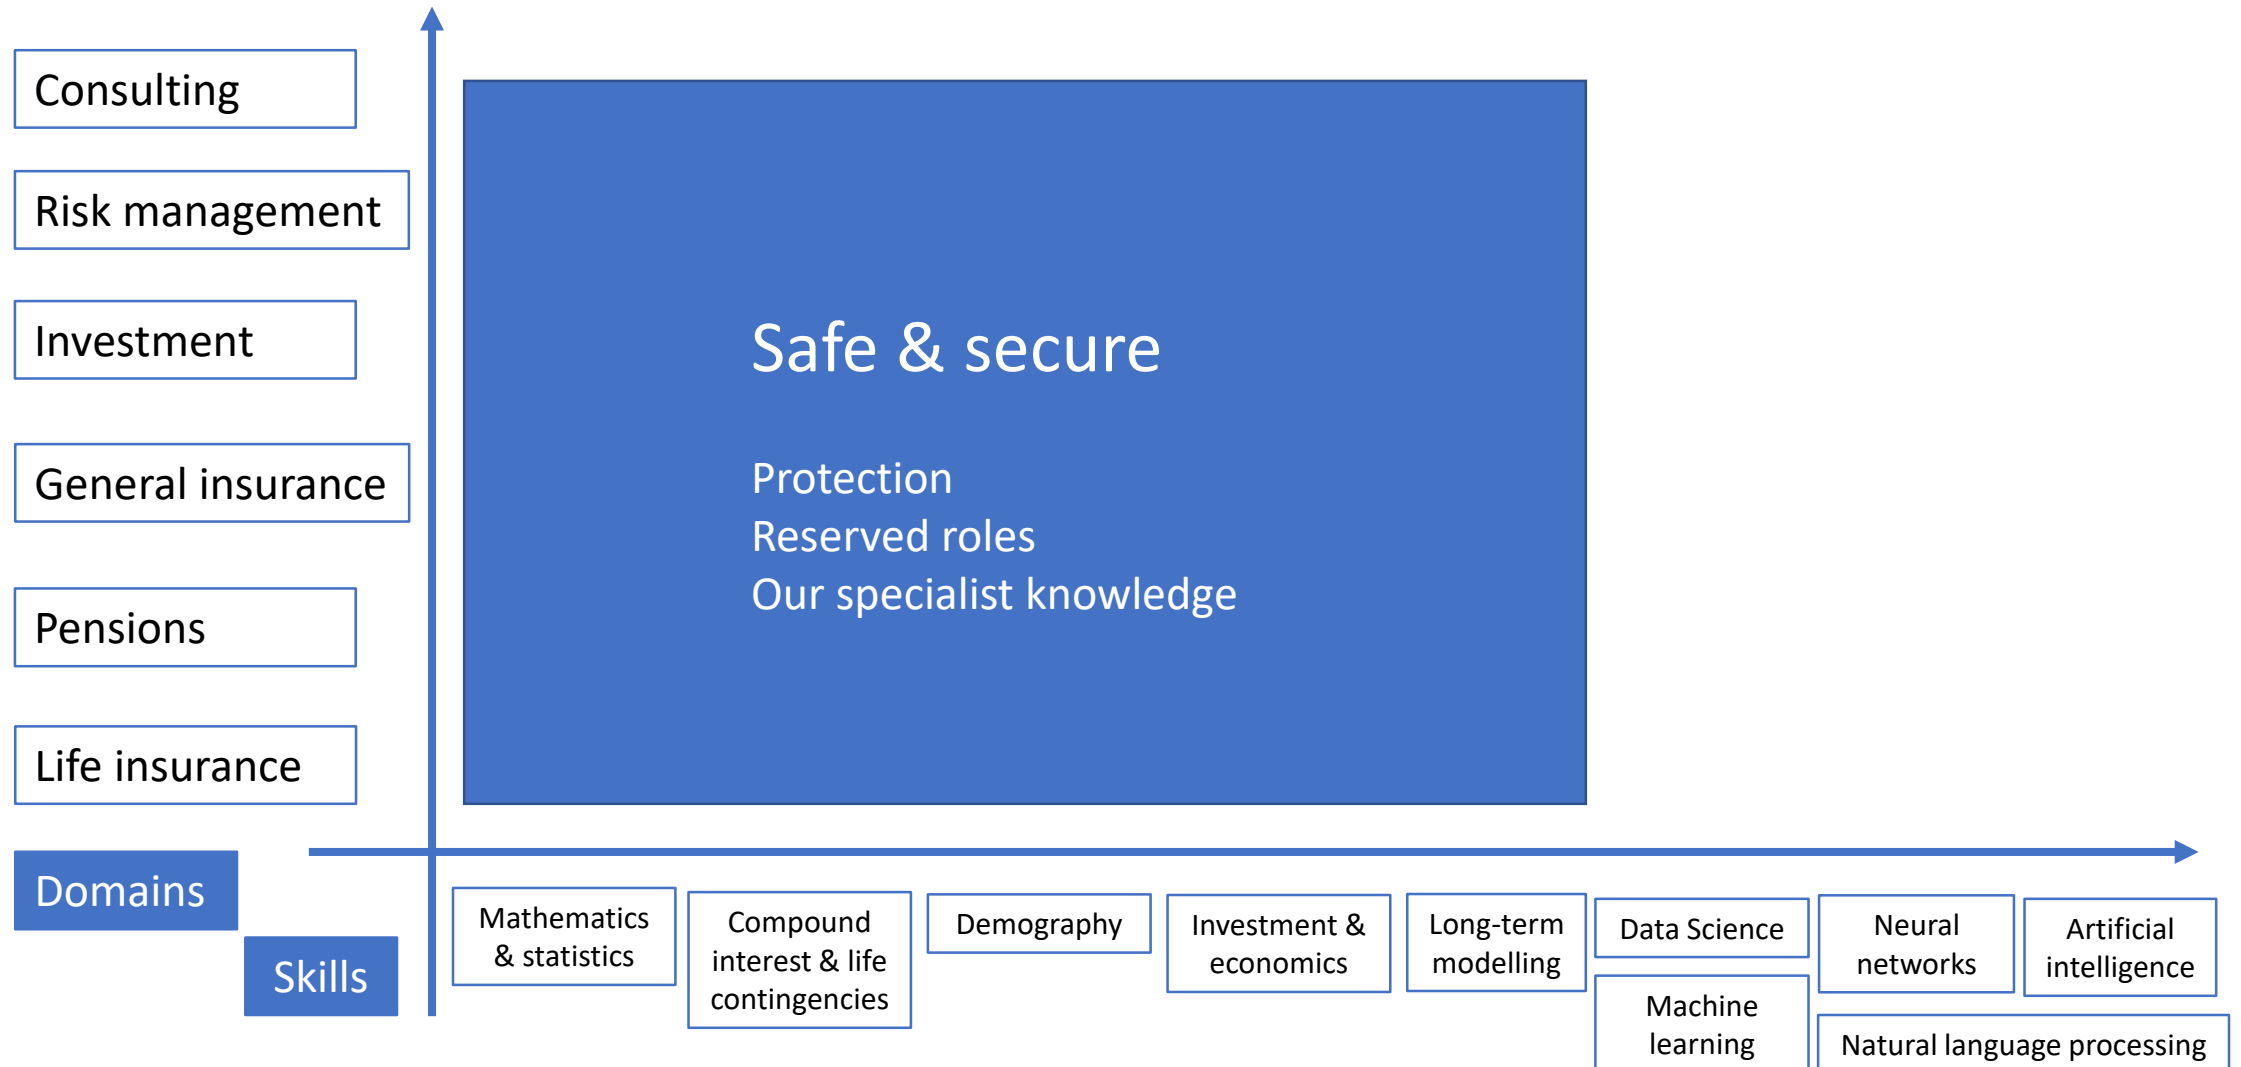 Consulting
Risk management
Investment
General insurance
Pensions
Life insurance
Domains
Skills
Safe & secure
Protection
Reserved roles
Our specialist knowledge
Mathematics
& statistics
Compound
interest & life
contingencies
Demography
Investment &
economics
Long-term
modelling
Data Science
Machine
learning
Neural
networks
Artificial
intelligence
Natural language processing